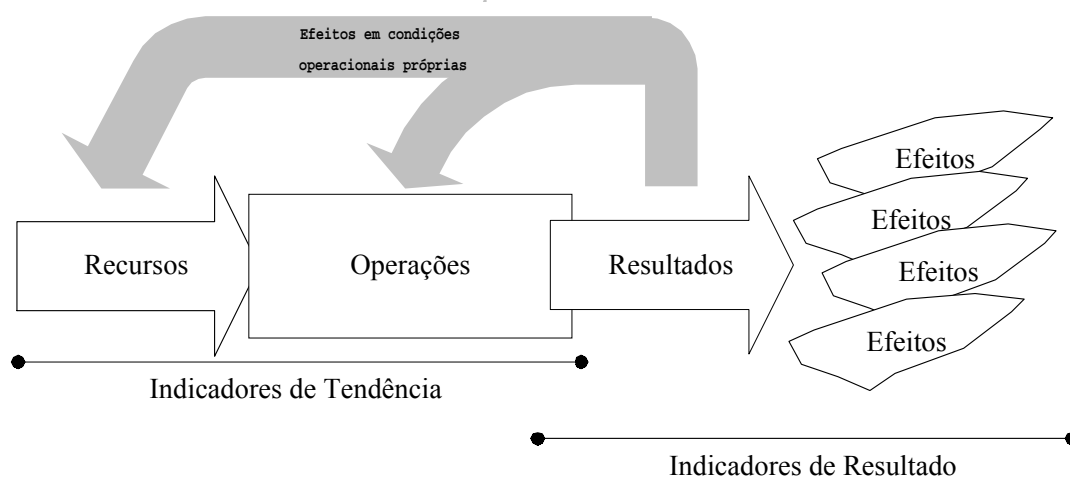 Efeitos em condições
operacionais próprias
Efeitos
Efeitos
Efeitos
Efeitos
Recursos
Operações
Resultados
Indicadores de Tendência
Indicadores de Resultado